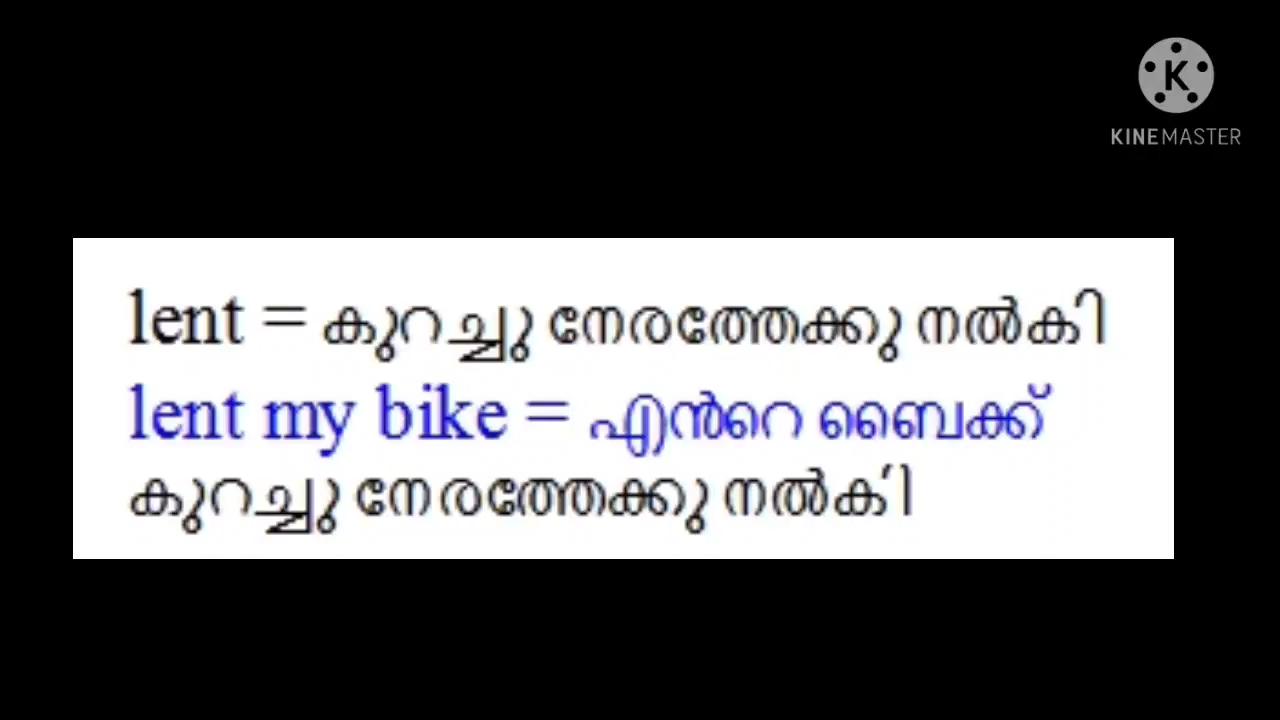 KINEMASTER
lent = കുറച്ചു നേരത്തേക്കു നൽകി
lent my bike = എൻറെ ബൈക്ക്
കുറച്ചു നേരത്തേക്കു നൽകി